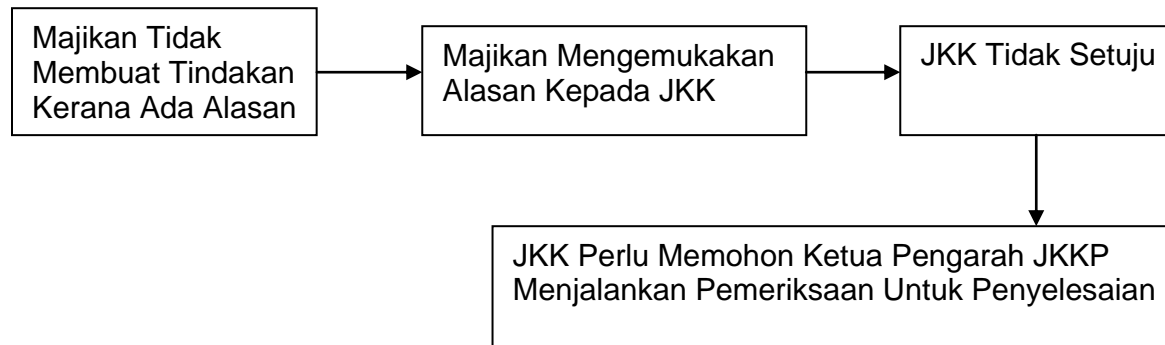 Majikan Tidak
Membuat Tindakan
Kerana Ada Alasan
Majikan Mengemukakan
Alasan Kepada JKK
JKK Tidak Setuju
JKK Perlu Memohon Ketua Pengarah JKKP
Menjalankan Pemeriksaan Untuk Penyelesaian